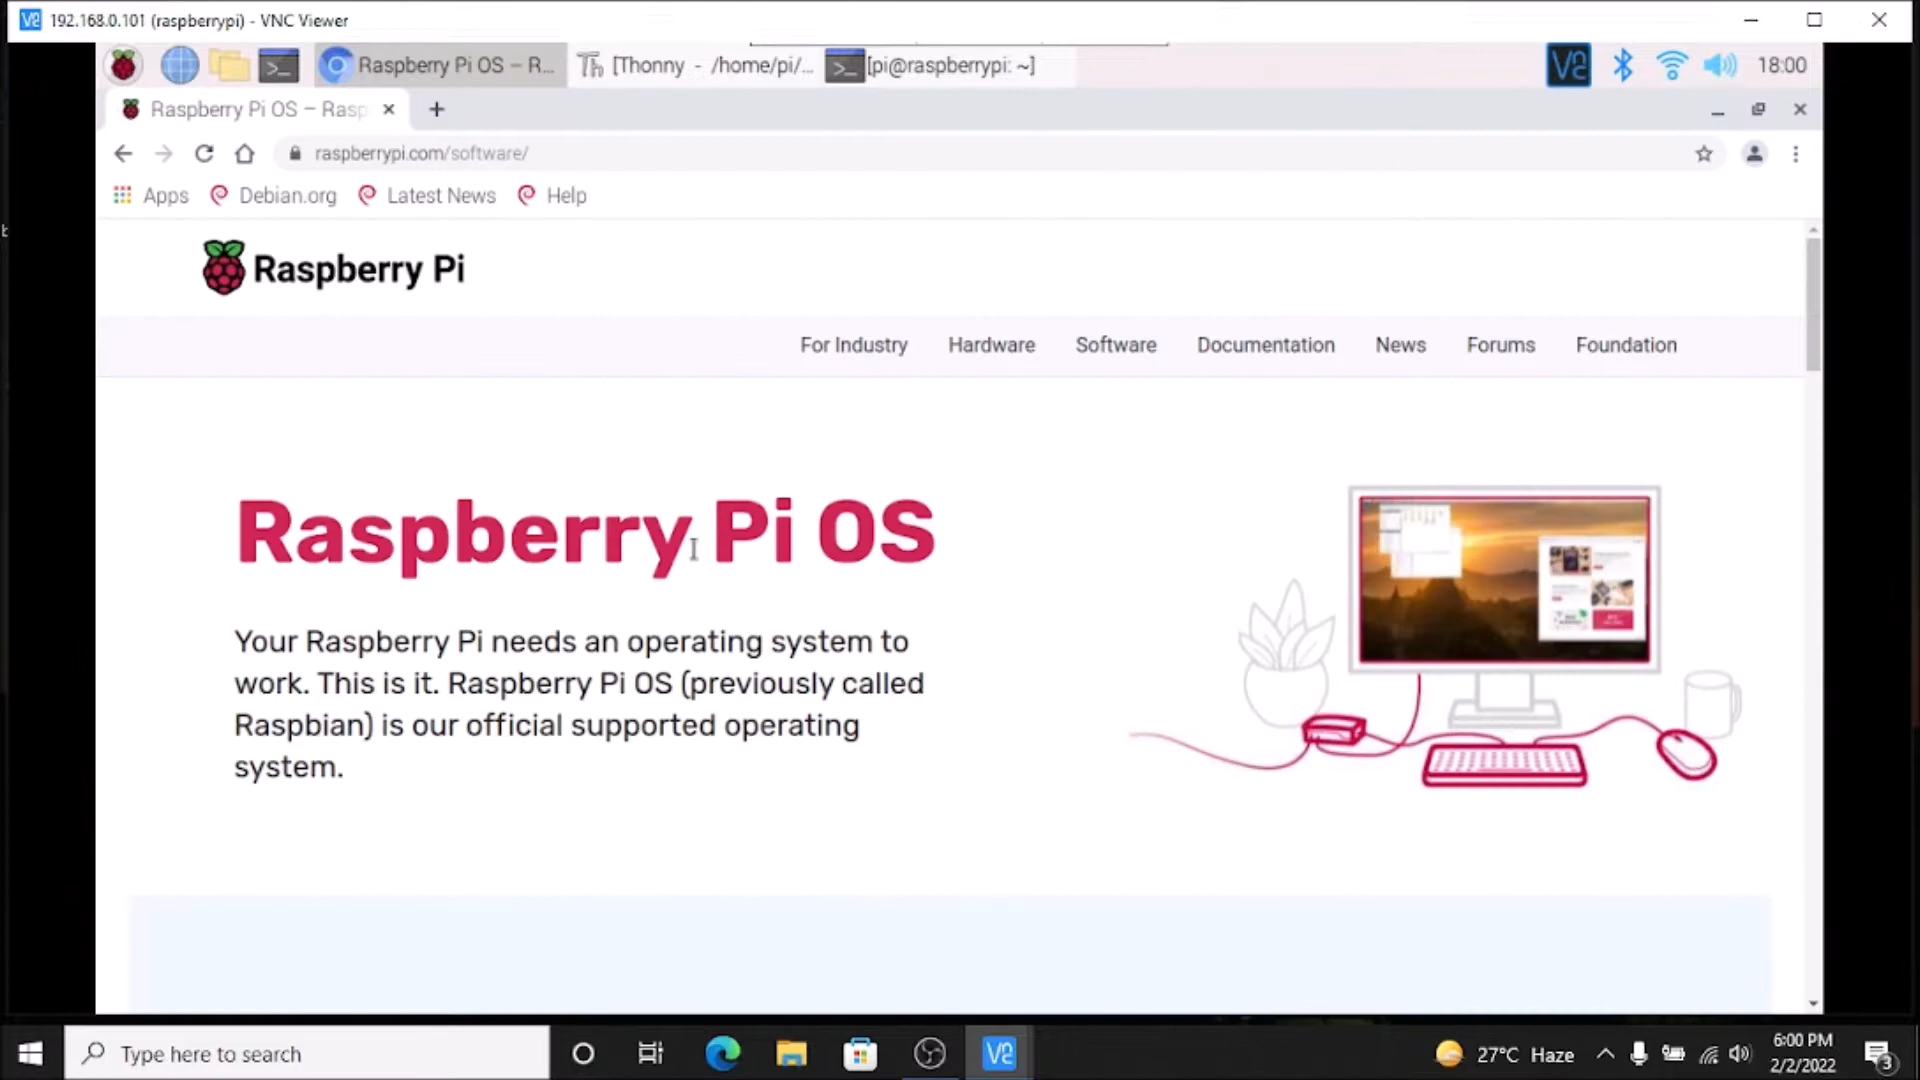 192.168.0.101 (raspberrypi) - VNC Viewer
Raspberry Pi OS – R...
[Thonny - /home/pi/...
[pi@raspberrypi: ~]
18:00
Raspberry Pi OS – Rasp
raspberrypi.com/software/
Apps
Debian.org
Latest News
Help
Raspberry Pi
For Industry
Hardware
Software
Documentation
News
Forums
Foundation
Raspberry Pi OS
Your Raspberry Pi needs an operating system to
work. This is it. Raspberry Pi OS (previously called
Raspbian) is our official supported operating
system.
Type here to search
27°C Haze
6:00 PM
2/2/2022
3